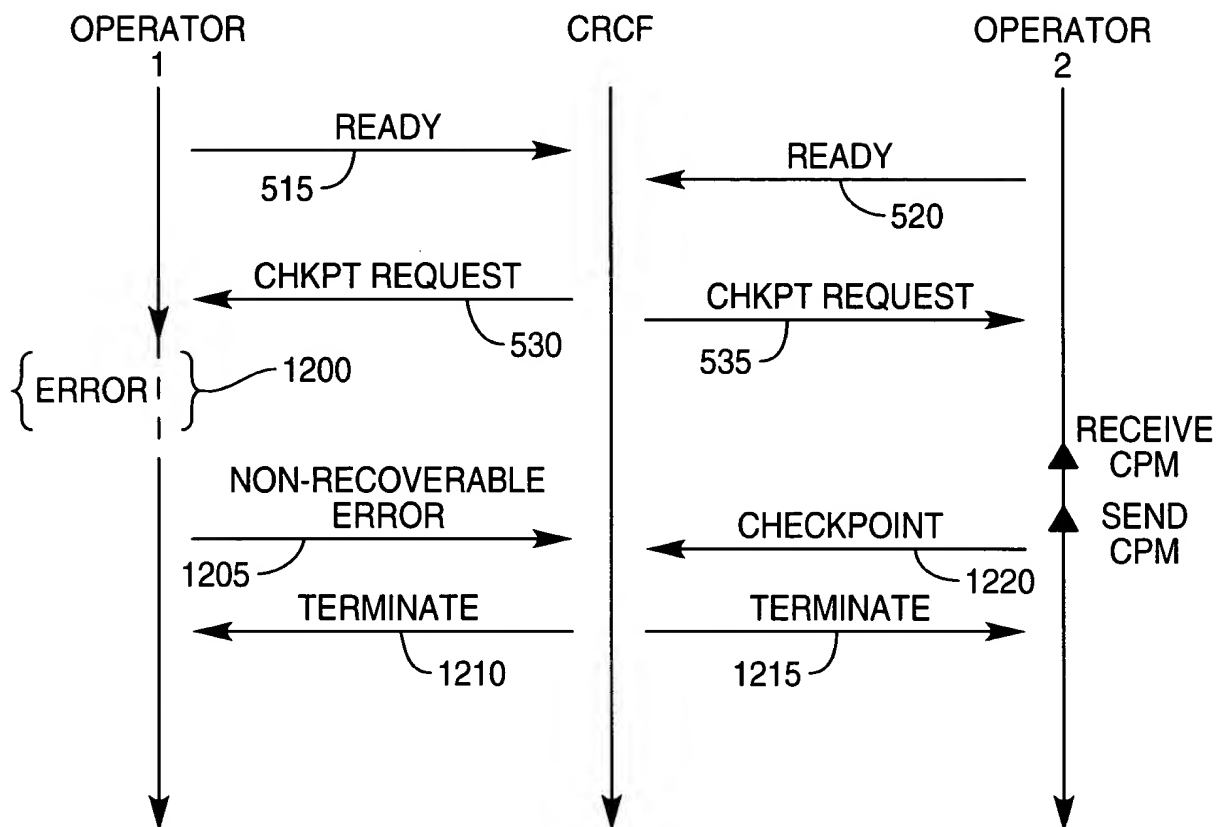 OPERATOR
1
CRCF
OPERATOR
2
READY
515
READY
520
CHKPT REQUEST
530
CHKPT REQUEST
535
{ERROR}
1200
RECEIVE
CPM
SEND
CPM
NON-RECOVERABLE
ERROR
1205
CHECKPOINT
1220
TERMINATE
1210
TERMINATE
1215